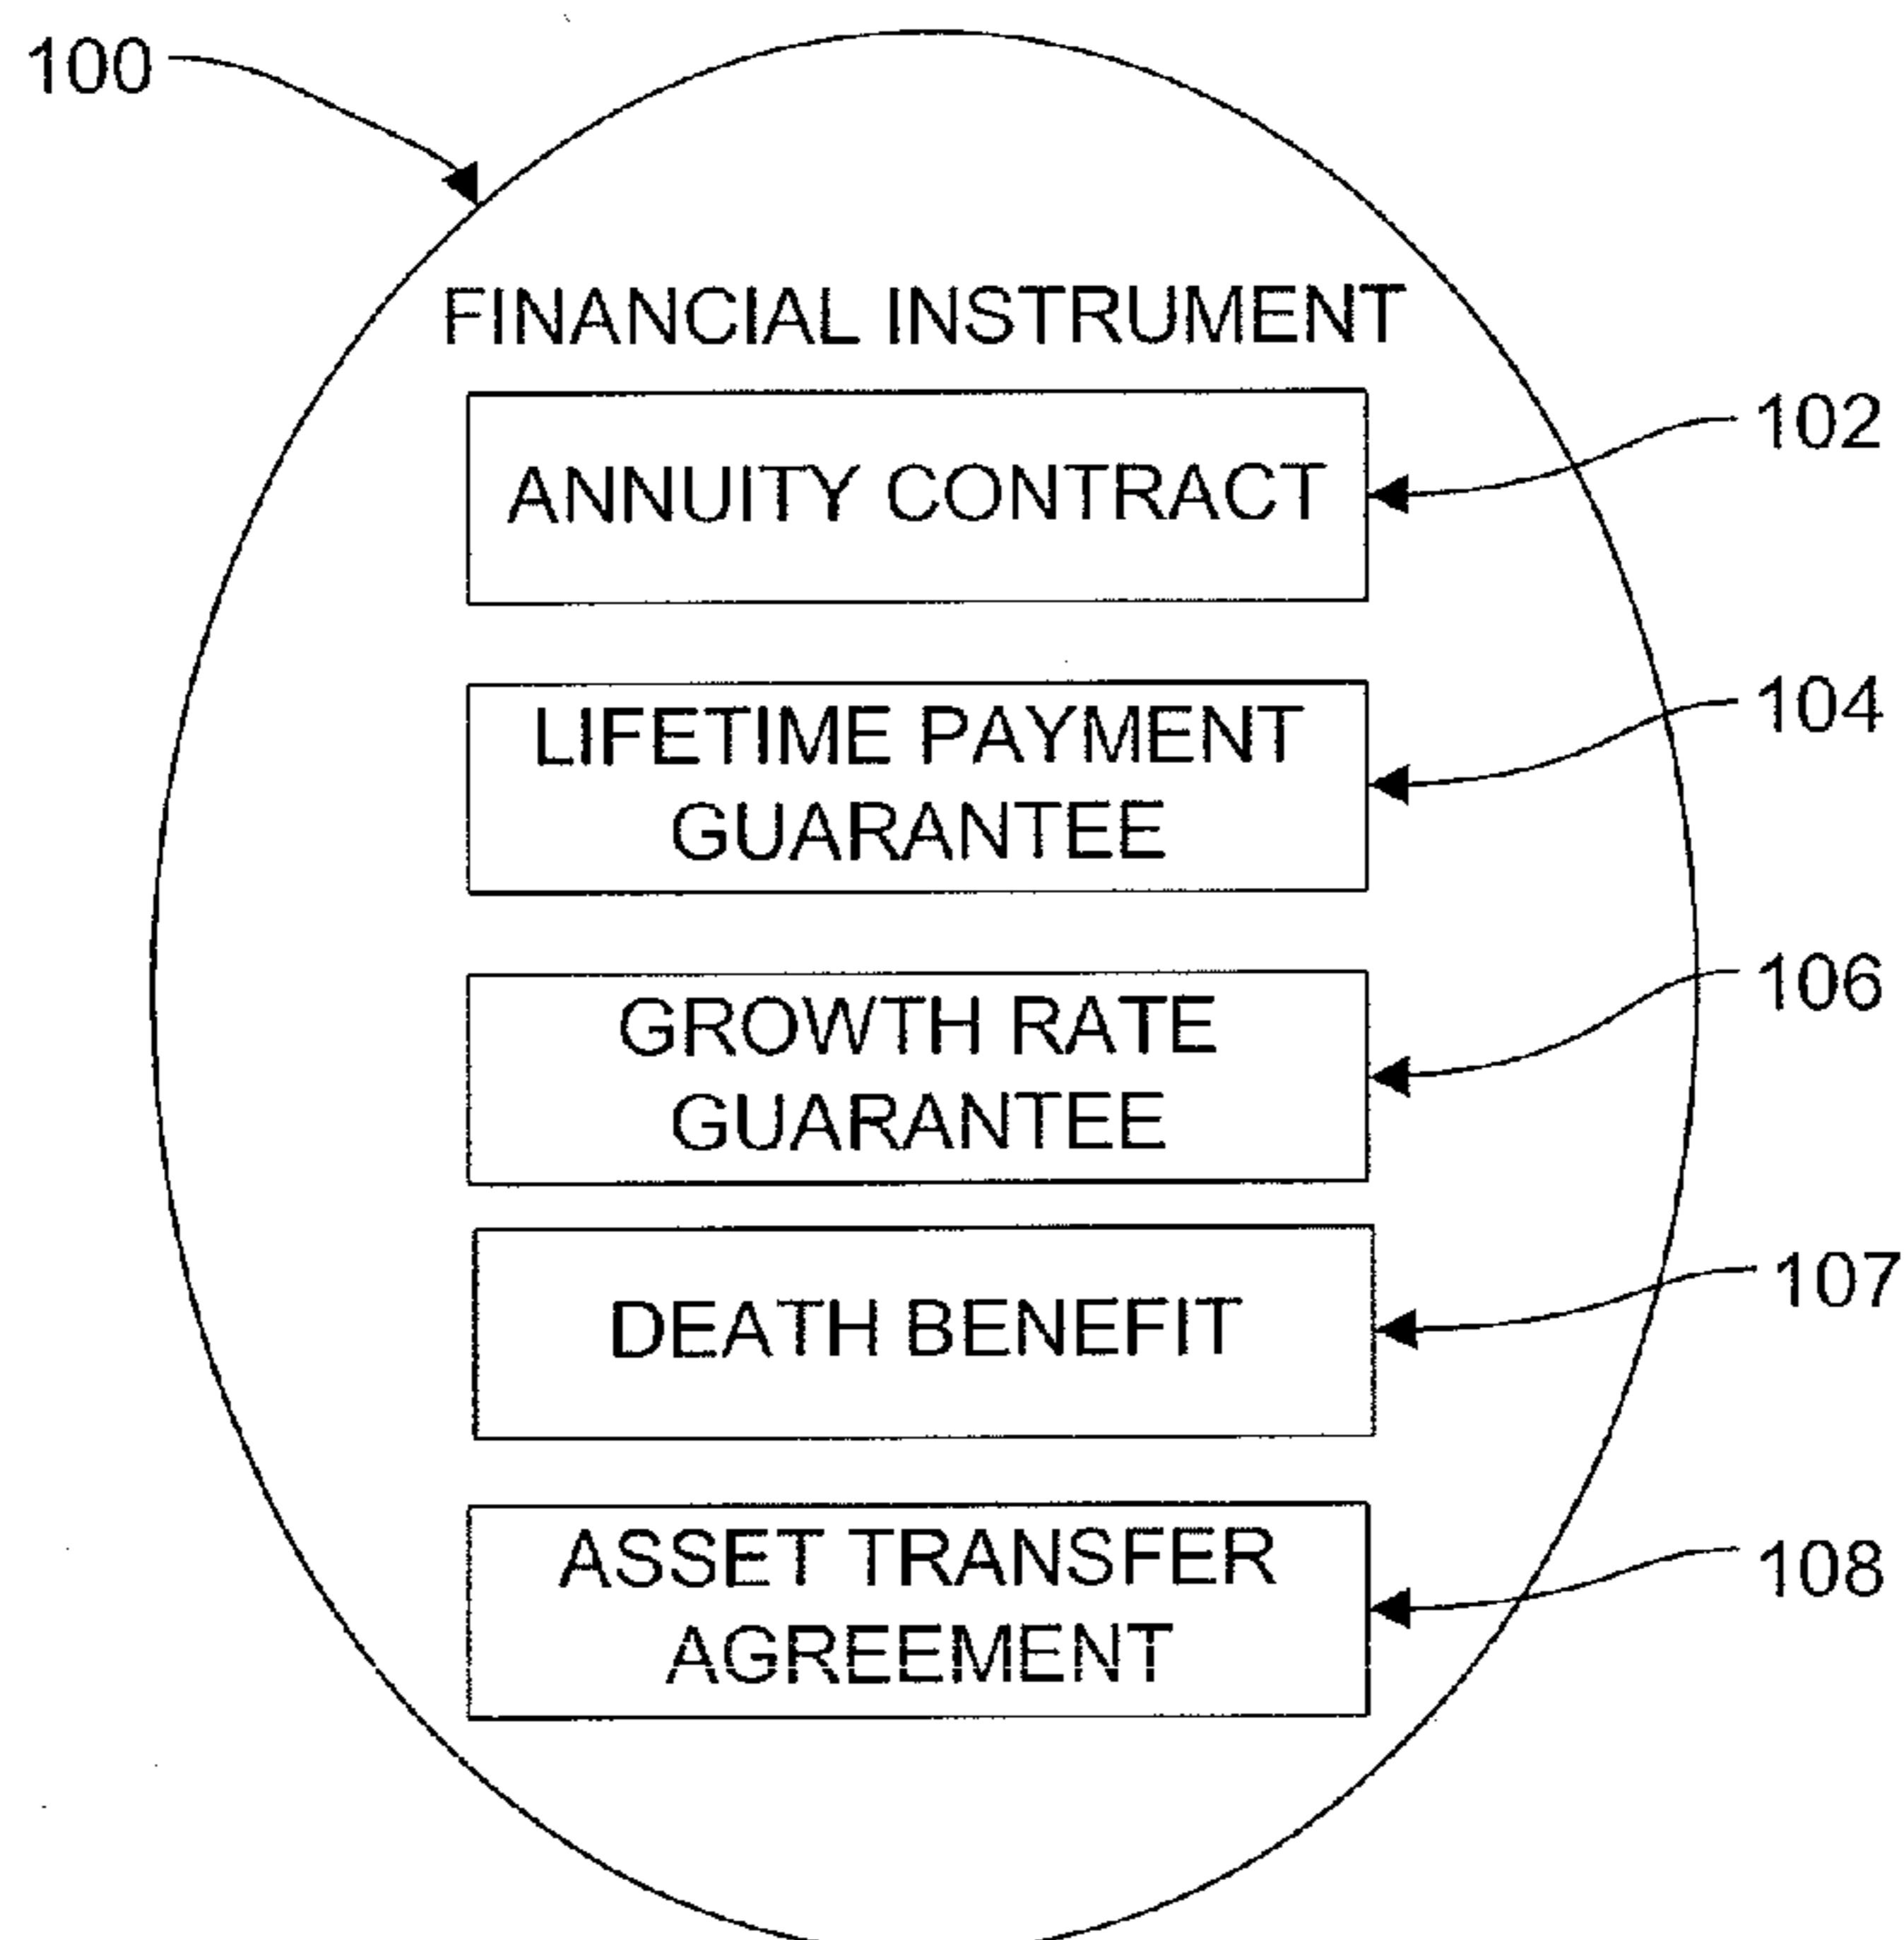 100
FINANCIAL INSTRUMENT
ANNUITY CONTRACT
102
LIFETIME PAYMENT
GUARANTEE
104
GROWTH RATE
GUARANTEE
106
DEATH BENEFIT
107
ASSET TRANSFER
AGREEMENT
108